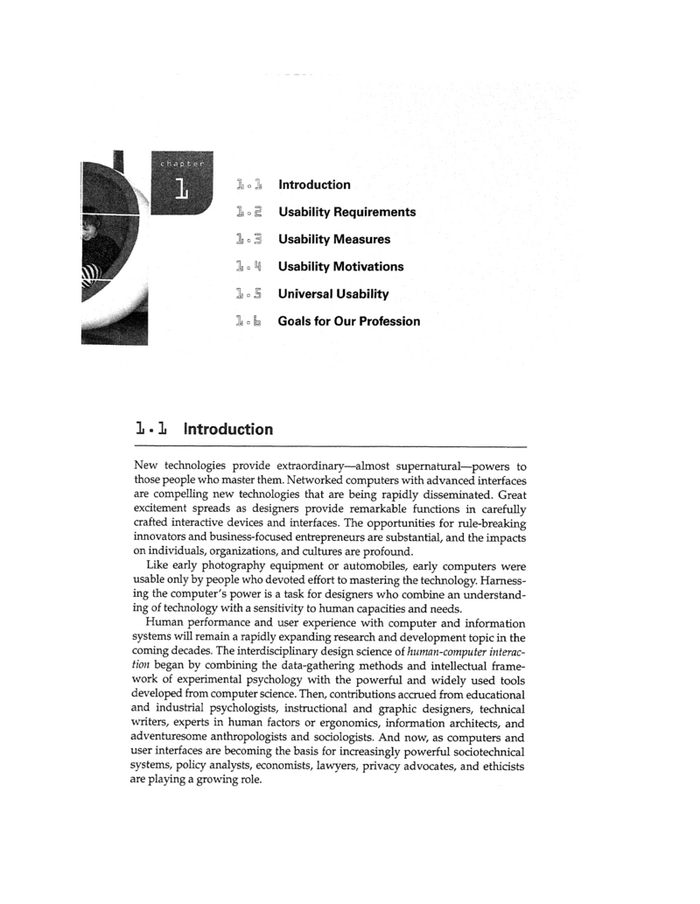 chapter
1
1.1 Introduction
1.2 Usability Requirements
1.3 Usability Measures
1.4 Usability Motivations
1.5 Universal Usability
1.6 Goals for Our Profession
1.1 Introduction
New technologies provide extraordinary—almost supernatural—powers to
those people who master them. Networked computers with advanced interfaces
are compelling new technologies that are being rapidly disseminated. Great
excitement spreads as designers provide remarkable functions in carefully
crafted interactive devices and interfaces. The opportunities for rule-breaking
innovators and business-focused entrepreneurs are substantial, and the impacts
on individuals, organizations, and cultures are profound.
Like early photography equipment or automobiles, early computers were
usable only by people who devoted effort to mastering the technology. Harness-
ing the computer's power is a task for designers who combine an understand-
ing of technology with a sensitivity to human capacities and needs.
Human performance and user experience with computer and information
systems will remain a rapidly expanding research and development topic in the
coming decades. The interdisciplinary design science of human-computer interac-
tion began by combining the data-gathering methods and intellectual frame-
work of experimental psychology with the powerful and widely used tools
developed from computer science. Then, contributions accrued from educational
and industrial psychologists, instructional and graphic designers, technical
writers, experts in human factors or ergonomics, information architects, and
adventuresome anthropologists and sociologists. And now, as computers and
user interfaces are becoming the basis for increasingly powerful sociotechnical
systems, policy analysts, economists, lawyers, privacy advocates, and ethicists
are playing a growing role.